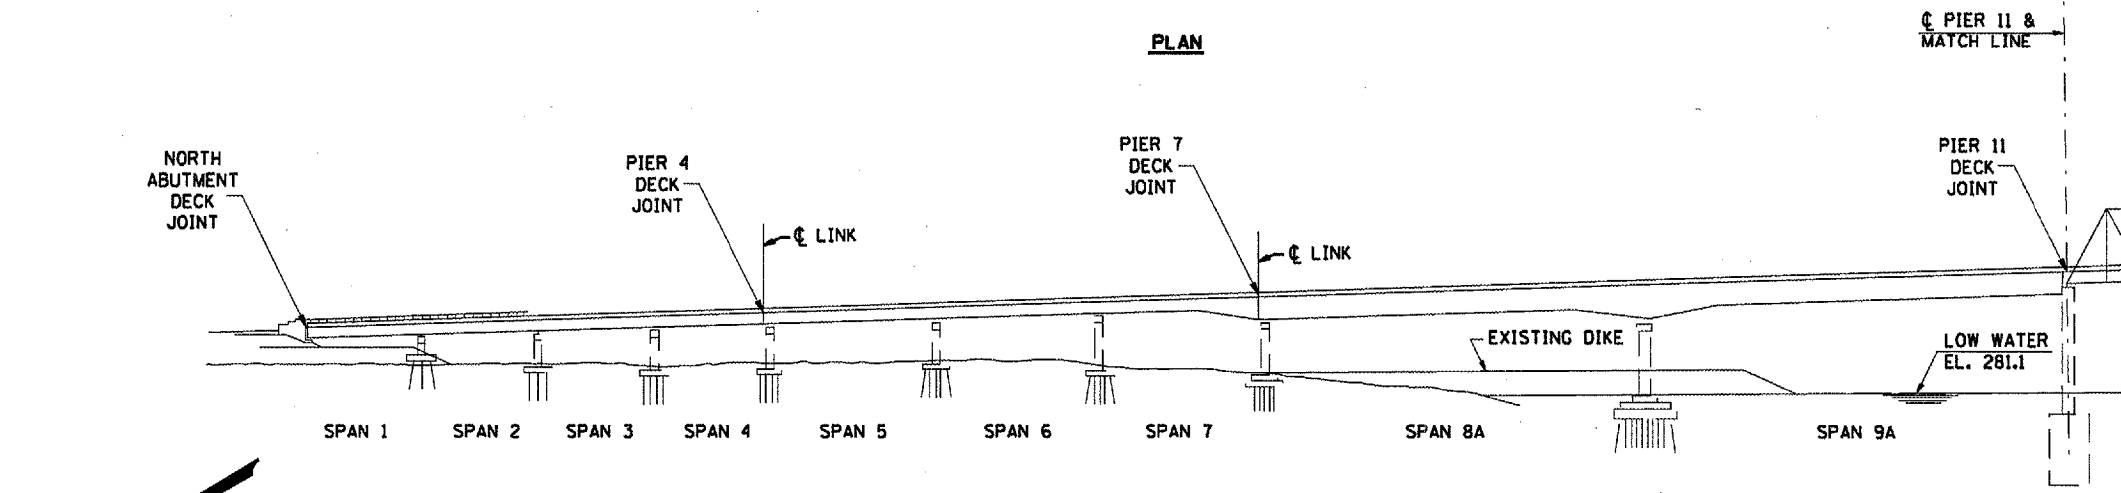 PLAN
℄ PIER 11 &
MATCH LINE
NORTH
ABUTMENT
DECK
JOINT
PIER 4
DECK
JOINT
℄ LINK
PIER 7
DECK
JOINT
℄ LINK
PIER 11
DECK
JOINT
EXISTING DIKE
LOW WATER
EL. 281.1
SPAN 1
SPAN 2
SPAN 3
SPAN 4
SPAN 5
SPAN 6
SPAN 7
SPAN 8A
SPAN 9A